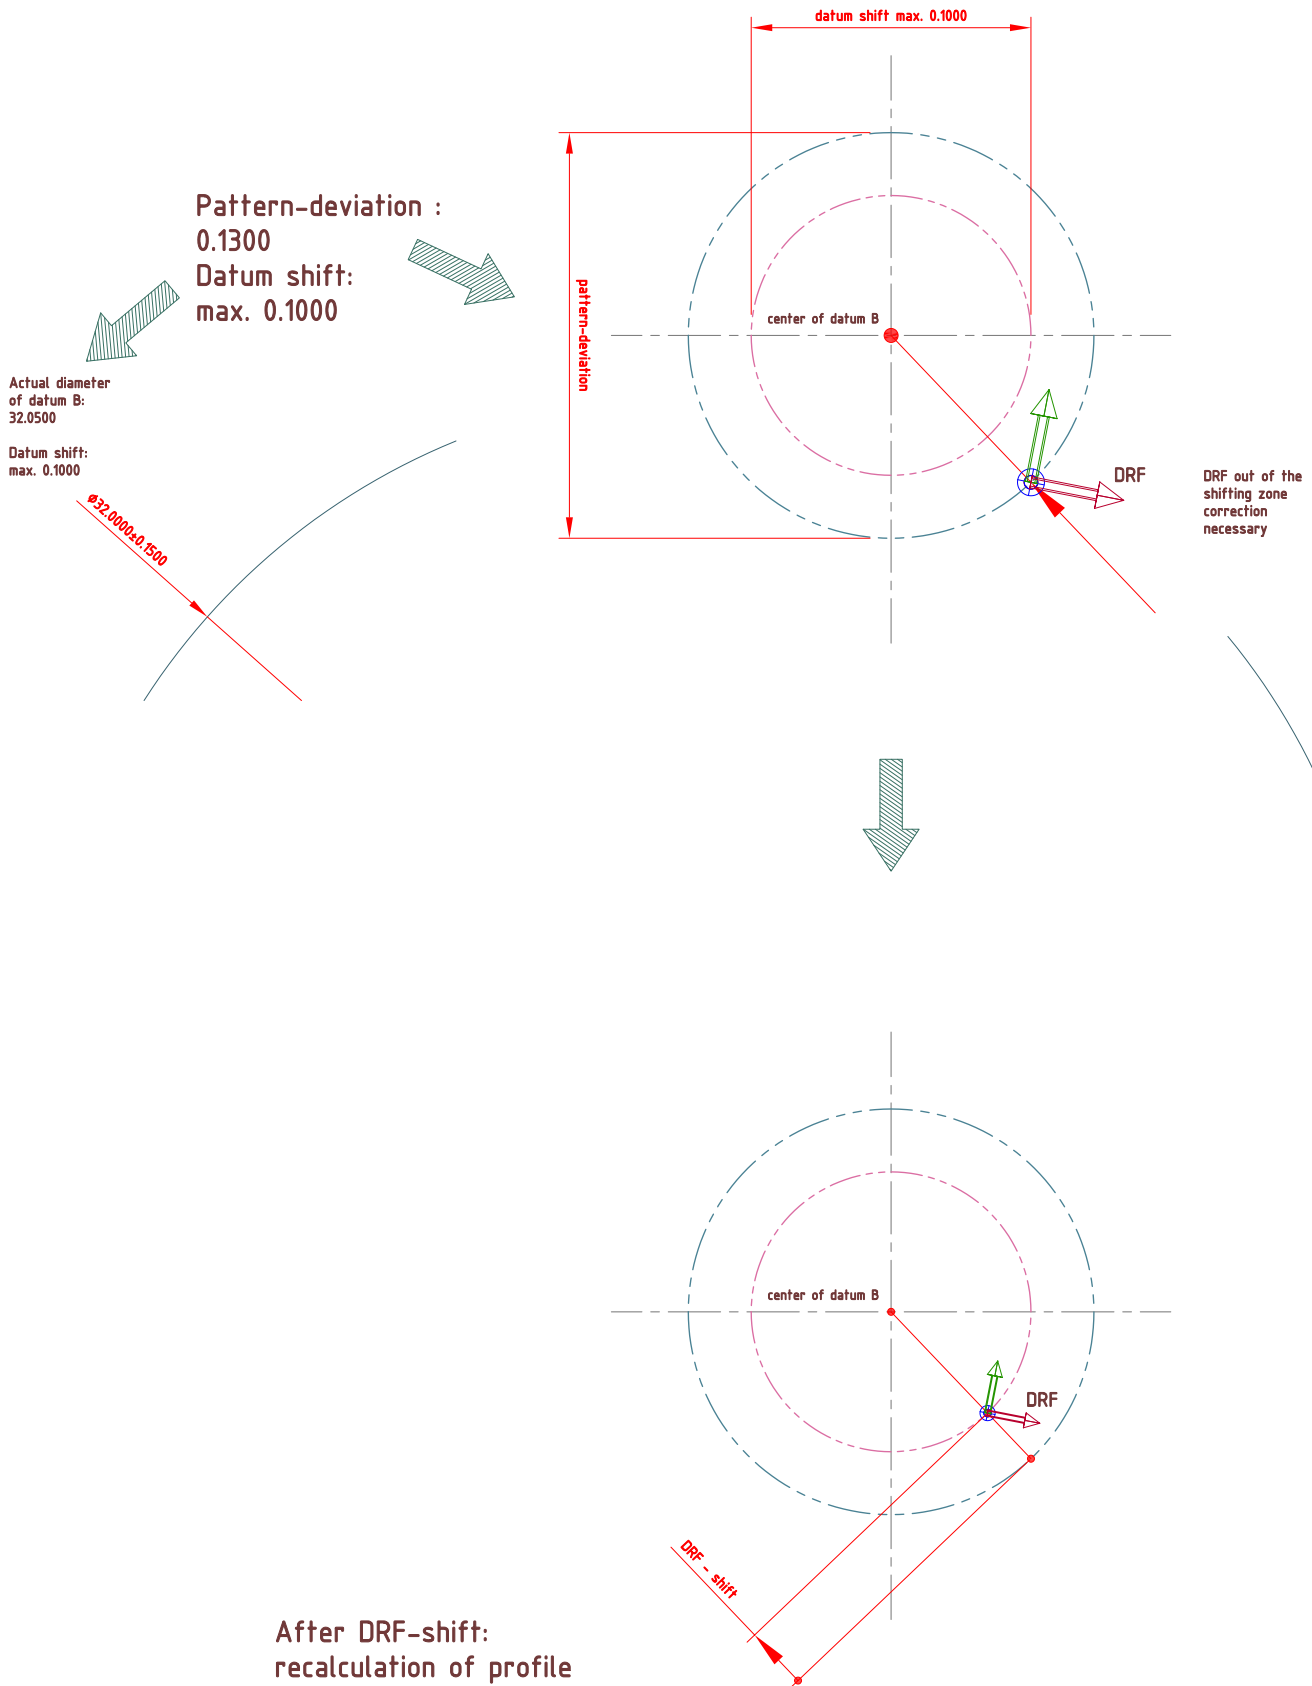 datum shift max. 0.1000
Pattern-deviation :
0.1300
Datum shift:
max. 0.1000
pattern-deviation
center of datum B
Actual diameter
of datum B:
32.0500
Datum shift:
max. 0.1000
ø32.0000±0.1500
DRF
DRF out of the
shifting zone
correction
necessary
center of datum B
DRF
DRF - shift
After DRF-shift:
recalculation of profile